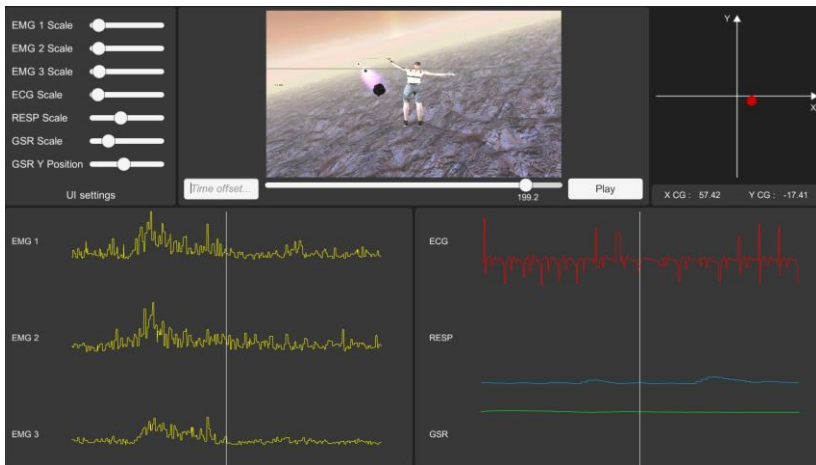 EMG 1 Scale
EMG 2 Scale
EMG 3 Scale
ECG Scale
RESP Scale
GSR Scale
GSR Y Position
UI settings
Time offset...
199.2
Play
Y
X
X CG : 57.42 Y CG : -17.41
EMG 1
EMG 2
EMG 3
ECG
RESP
GSR